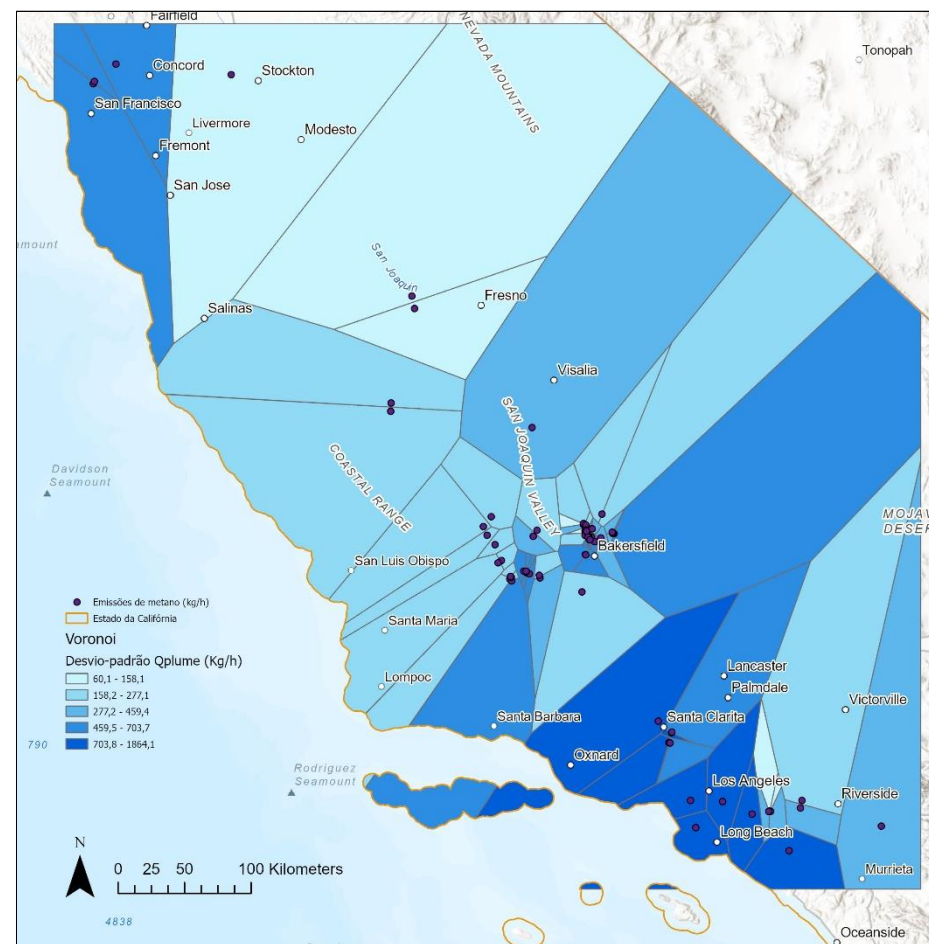 Fairfield
Concord
Stockton
San Francisco
Livermore
Modesto
Fremont
San Jose
NEVADA MOUNTAINS
Tonopah
amount
San Joaquin
Salinas
Fresno
Visalia
SAN JOAQUIN VALLEY
COASTAL RANGE
Davidson
Seamount
MOJAV
DESER
Bakersfield
San Luis Obispo
Santa Maria
Lompoc
Santa Barbara
Lancaster
Palmdale
Santa Clarita
Victorville
Oxnard
Los Angeles
Riverside
Long Beach
Murrieta
Oceanside
Emissões de metano (kg/h)
Estado da Califórnia
Voronoi
Desvio-padrão Qplume (Kg/h)
60,1 - 158,1
158,2 - 277,1
277,2 - 459,4
459,5 - 703,7
703,8 - 1864,1
790
Rodriguez
Seamount
N
0 25 50 100 Kilometers
4838